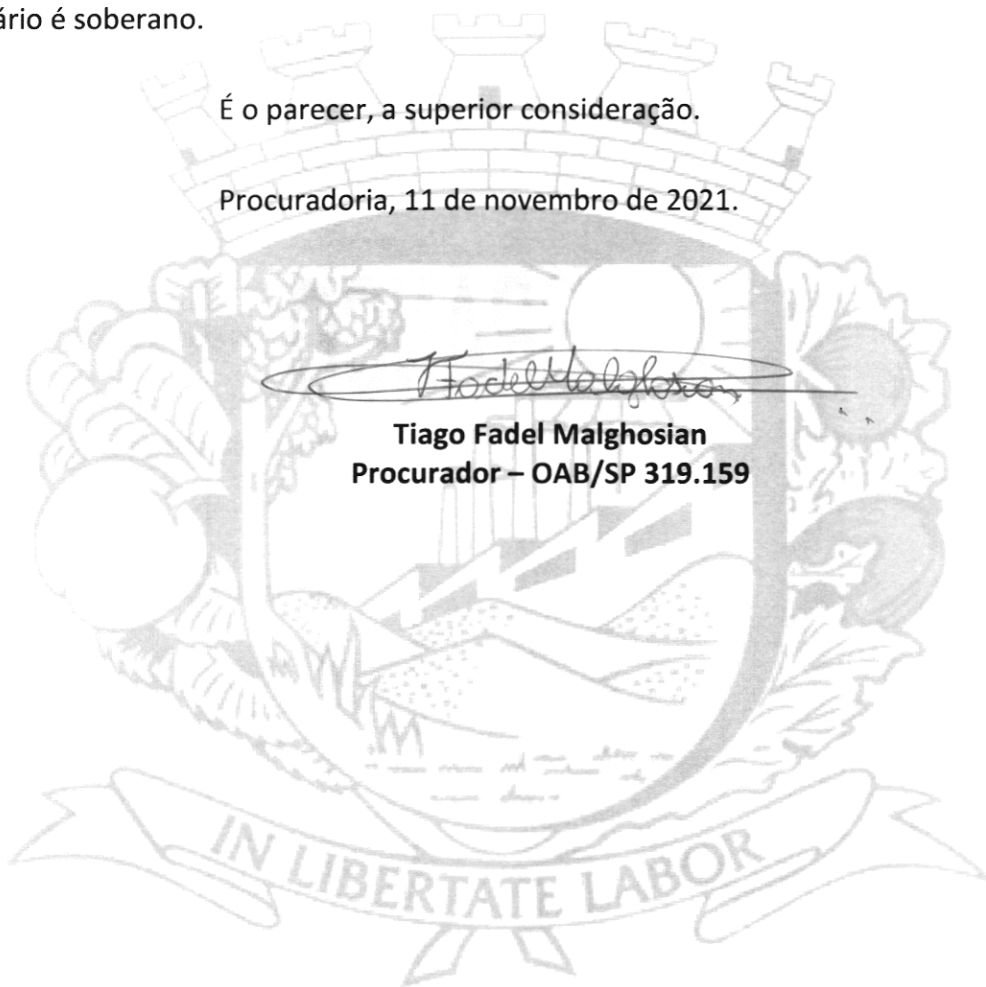 ário é soberano.
É o parecer, a superior consideração.
Procuradoria, 11 de novembro de 2021.
TFadelMalghosian
Tiago Fadel Malghosian
Procurador – OAB/SP 319.159
IN LIBERTATE LABOR